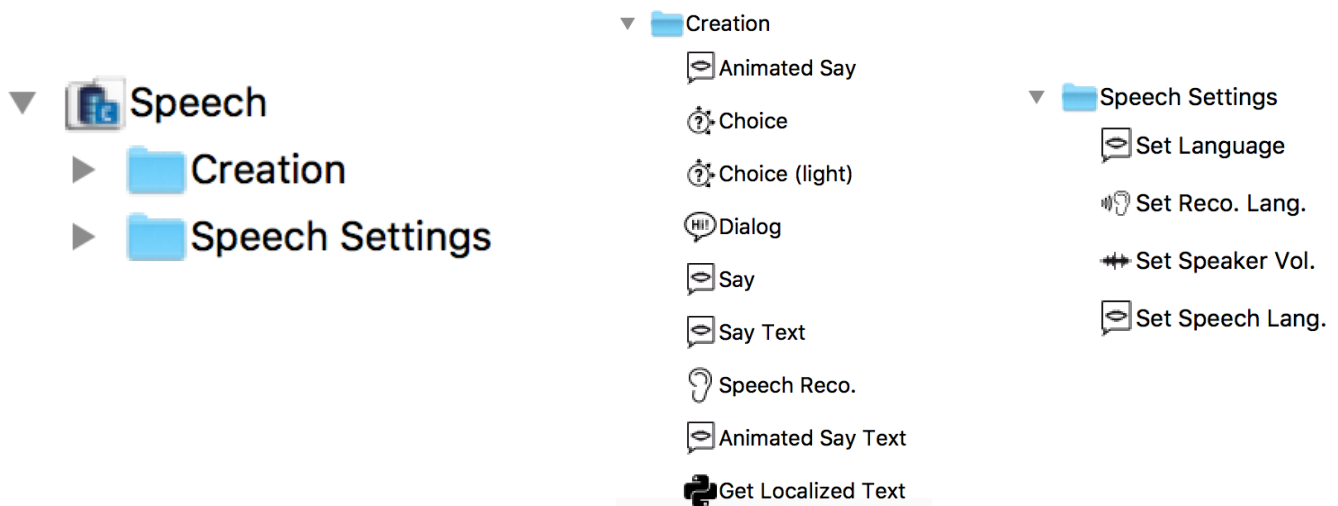 Speech
Creation
Speech Settings
Creation
Animated Say
Choice
Choice (light)
Hi! Dialog
Say
Say Text
Speech Reco.
Animated Say Text
Get Localized Text
Speech Settings
Set Language
Set Reco. Lang.
Set Speaker Vol.
Set Speech Lang.